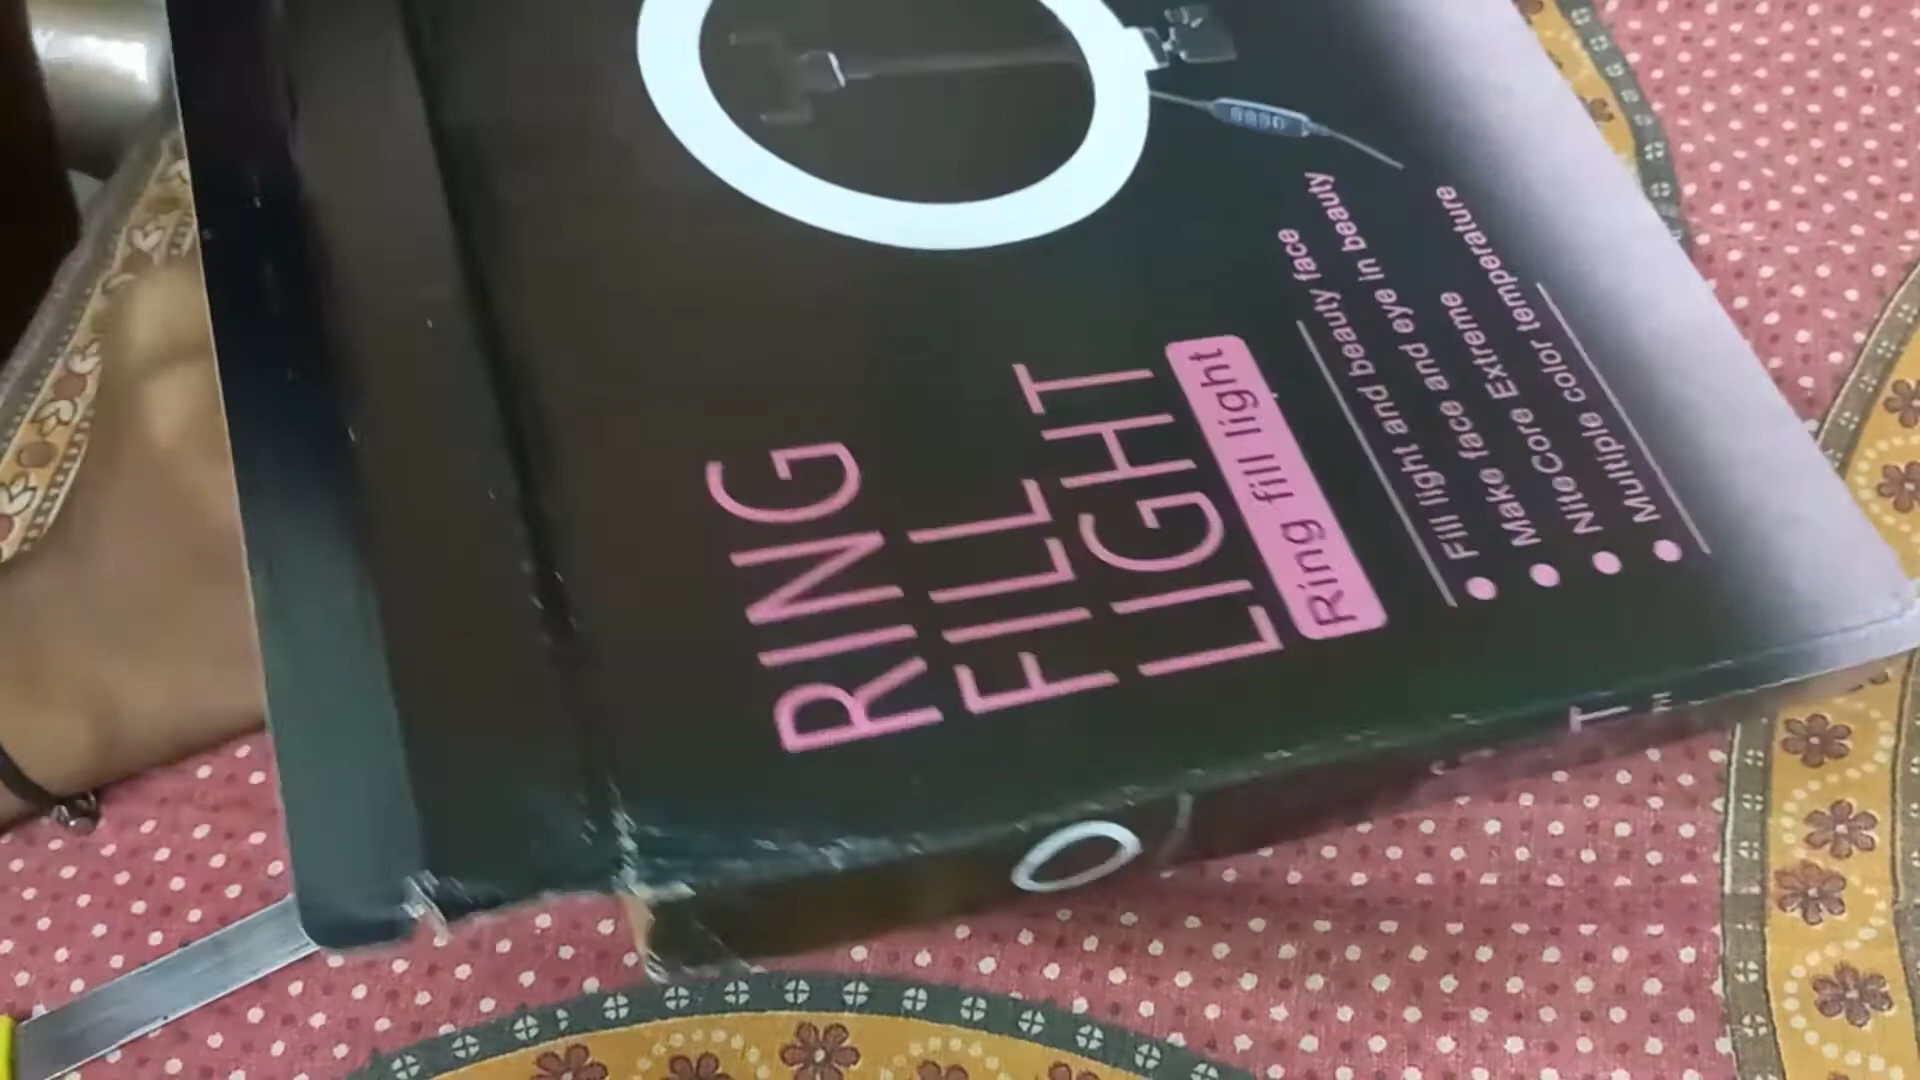 RING
FILL
LIGHT
Ring fill light
Fill light and beauty face
Make face and eye in beauty
NiteCore Extreme
Multiple color temperature